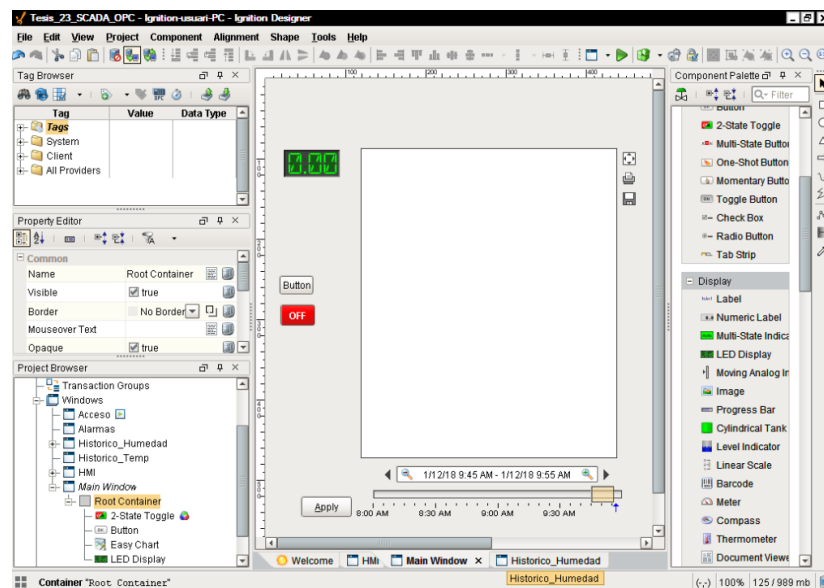 Tesis_23_SCADA_OPC - Ignition-usuari-PC - Ignition Designer
File Edit View Project Component Alignment Shape Tools Help
Tag Browser
Tag Value Data Type
Tags
System
Client
All Providers
Property Editor
Common
Name Root Container
Visible true
Border No Border
Mouseover Text
Opaque true
Project Browser
Transaction Groups
Windows
Acceso
Alarmas
Historico_Humedad
Historico_Temp
HMI
Main Window
Root Container
2-State Toggle
Button
Easy Chart
LED Display
100 200 300 400
0.00
Button
OFF
1/12/18 9:45 AM - 1/12/18 9:55 AM
Apply
8:00 AM 8:30 AM 9:00 AM 9:30 AM
Welcome HMI Main Window Historico_Humedad
Historico_Humedad
Component Palette
Filter
Button
2-State Toggle
Multi-State Button
One-Shot Button
Momentary Butto
Toggle Button
Check Box
Radio Button
Tab Strip
Display
Label
Numeric Label
Multi-State Indica
LED Display
Moving Analog In
Image
Progress Bar
Cylindrical Tank
Level Indicator
Linear Scale
Barcode
Meter
Compass
Thermometer
Document Viewe
Container "Root Container"
100% 125 / 989 mb